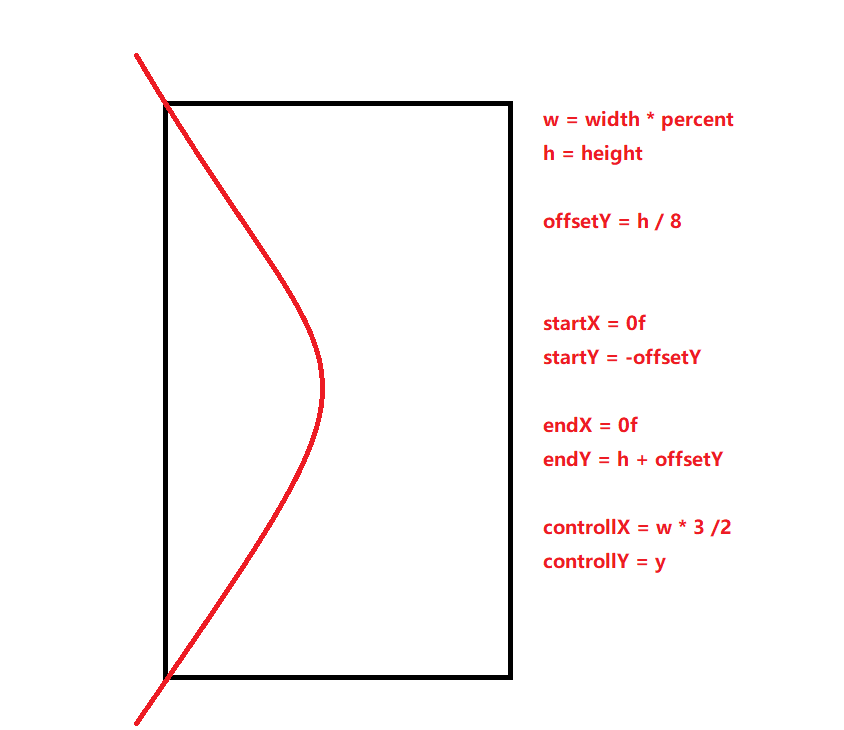 w = width * percent
h = height
offsetY = h / 8
startX = 0f
startY = -offsetY
endX = 0f
endY = h + offsetY
controllX = w * 3 /2
controllY = y